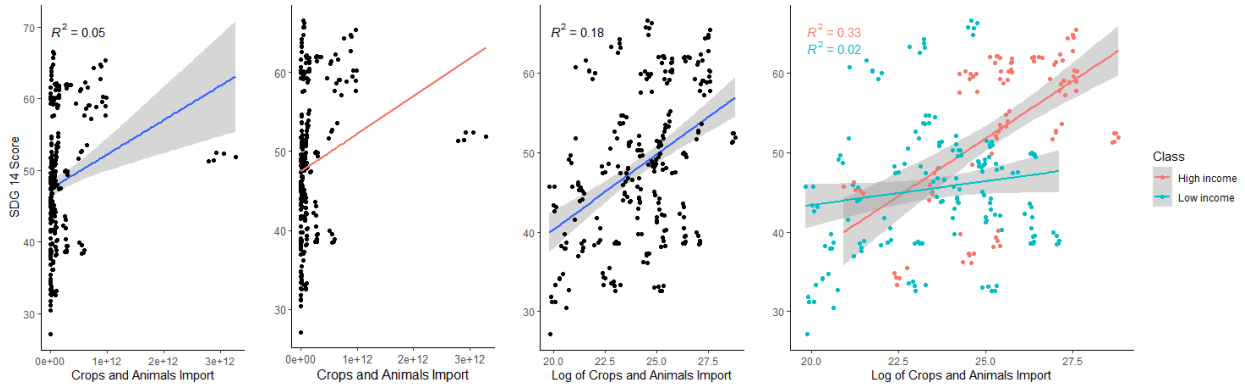 SDG 14 Score
70
60
50
40
30
R² = 0.05
0e+00 1e+12 2e+12 3e+12
Crops and Animals Import
60
50
40
30
0e+00 1e+12 2e+12 3e+12
Crops and Animals Import
60
50
40
30
R² = 0.18
20.0 22.5 25.0 27.5
Log of Crops and Animals Import
60
50
40
30
R² = 0.33
R² = 0.02
20.0 22.5 25.0 27.5
Log of Crops and Animals Import
Class
High income
Low income